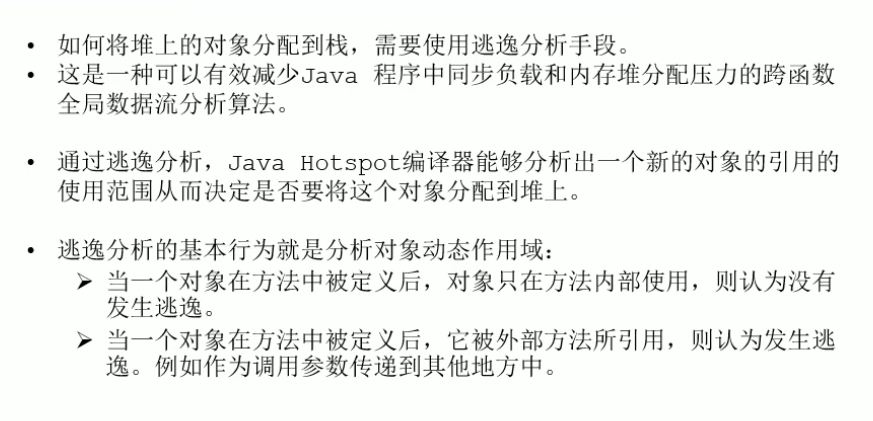 • 如何将堆上的对象分配到栈，需要使用逃逸分析手段。
• 这是一种可以有效减少Java 程序中同步负载和内存堆分配压力的跨函数
全局数据流分析算法。
• 通过逃逸分析，Java Hotspot编译器能够分析出一个新的对象的引用的
使用范围从而决定是否要将这个对象分配到堆上。
• 逃逸分析的基本行为就是分析对象动态作用域：
➢ 当一个对象在方法中被定义后，对象只在方法内部使用，则认为没有
发生逃逸。
➢ 当一个对象在方法中被定义后，它被外部方法所引用，则认为发生逃
逸。例如作为调用参数传递到其他地方中。